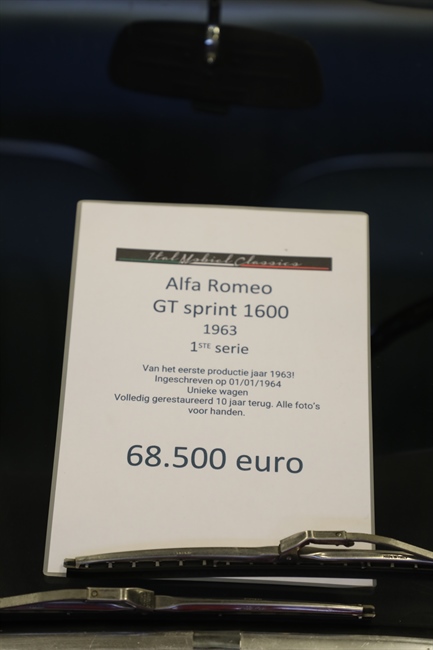 Ital Mobiel Classics
Alfa Romeo
GT sprint 1600
1963
1STE serie
Van het eerste productie jaar 1963!
Ingeschreven op 01/01/1964
Unieke wagen
Volledig gerestaureerd 10 jaar terug. Alle foto's
voor handen.
68.500 euro